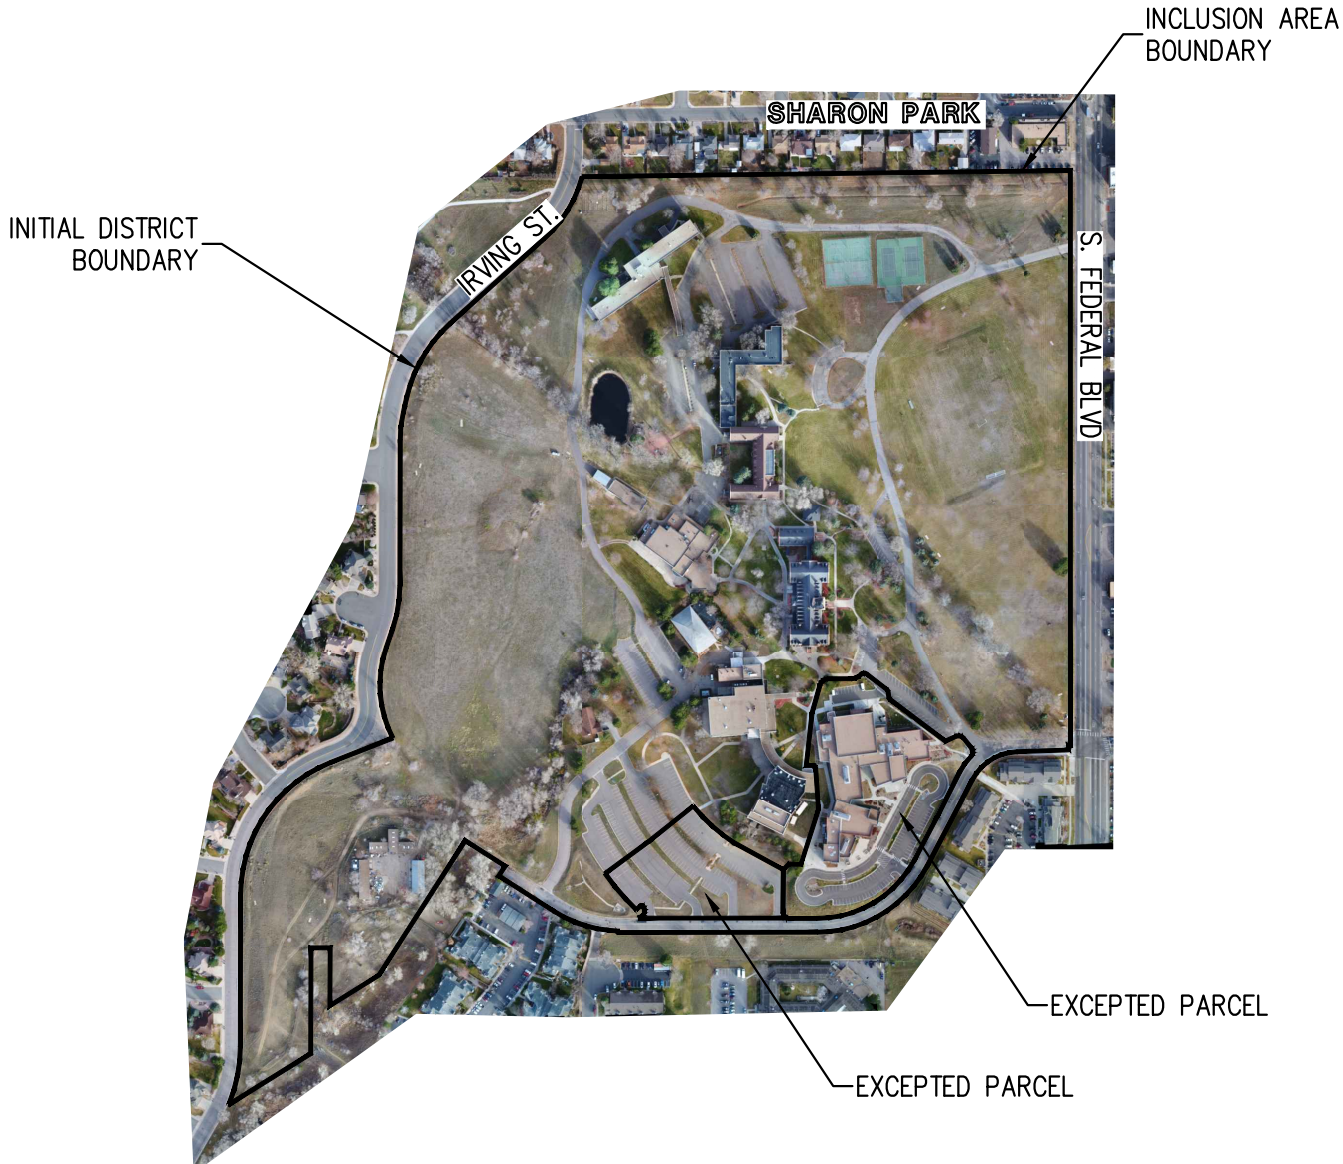 INCLUSION AREA
BOUNDARY
SHARON PARK
INITIAL DISTRICT
BOUNDARY
IRVING ST.
S. FEDERAL BLVD
EXCEPTED PARCEL
EXCEPTED PARCEL